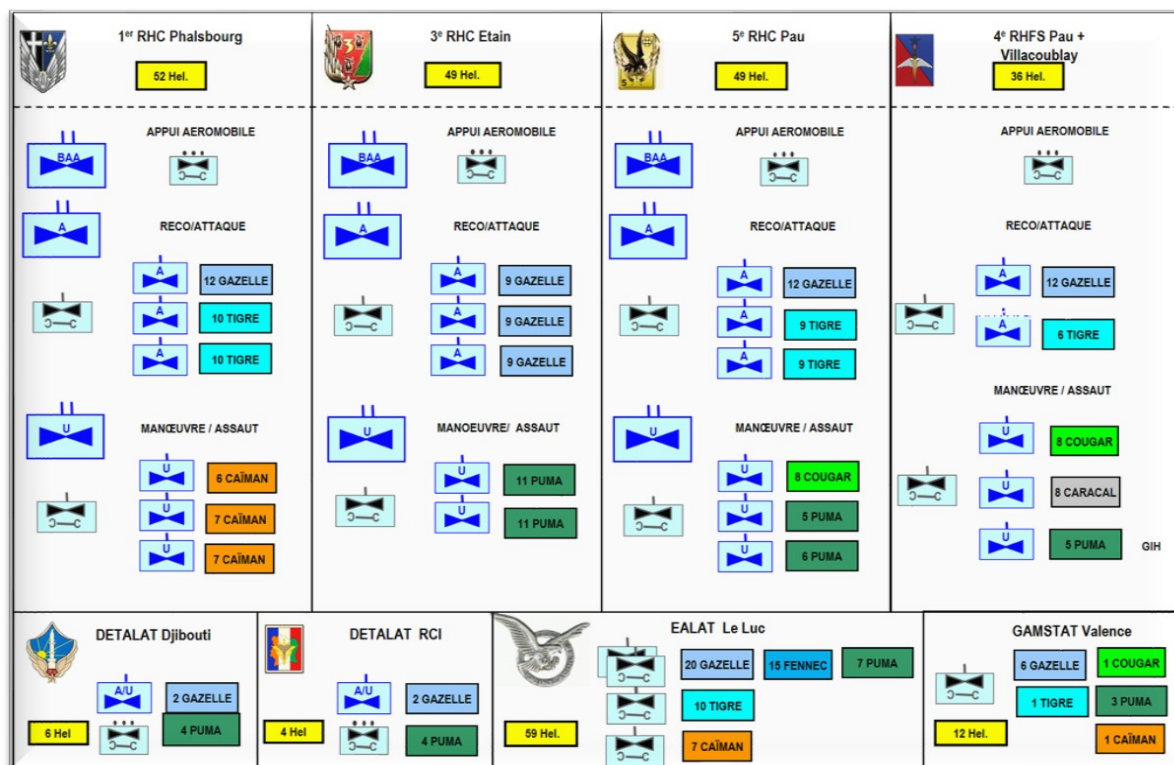 1er RHC Phalsbourg
52 Hel.
APPUI AEROMOBILE
BAA
RECO/ATTAQUE
A
A
12 GAZELLE
A
10 TIGRE
A
10 TIGRE
MANŒUVRE / ASSAUT
U
U
6 CAÏMAN
U
7 CAÏMAN
U
7 CAÏMAN
3e RHC Etain
3
49 Hel.
APPUI AEROMOBILE
BAA
RECO/ATTAQUE
A
A
9 GAZELLE
A
9 GAZELLE
A
9 GAZELLE
MANOEUVRE/ ASSAUT
U
U
11 PUMA
U
11 PUMA
5e RHC Pau
5
49 Hel.
APPUI AEROMOBILE
BAA
RECO/ATTAQUE
A
A
12 GAZELLE
A
9 TIGRE
A
9 TIGRE
MANŒUVRE / ASSAUT
U
U
8 COUGAR
U
5 PUMA
U
6 PUMA
4e RHFS Pau +
Villacoublay
36 Hel.
APPUI AEROMOBILE
RECO/ATTAQUE
A
12 GAZELLE
A
6 TIGRE
MANŒUVRE / ASSAUT
U
8 COUGAR
U
8 CARACAL
U
5 PUMA
GIH
DETALAT Djibouti
A/U
2 GAZELLE
4 PUMA
6 Hel
DETALAT RCI
A/U
2 GAZELLE
4 PUMA
4 Hel
EALAT Le Luc
20 GAZELLE 15 FENNEC 7 PUMA
10 TIGRE
7 CAÏMAN
59 Hel.
GAMSTAT Valence
6 GAZELLE 1 COUGAR
1 TIGRE 3 PUMA
1 CAÏMAN
12 Hel.